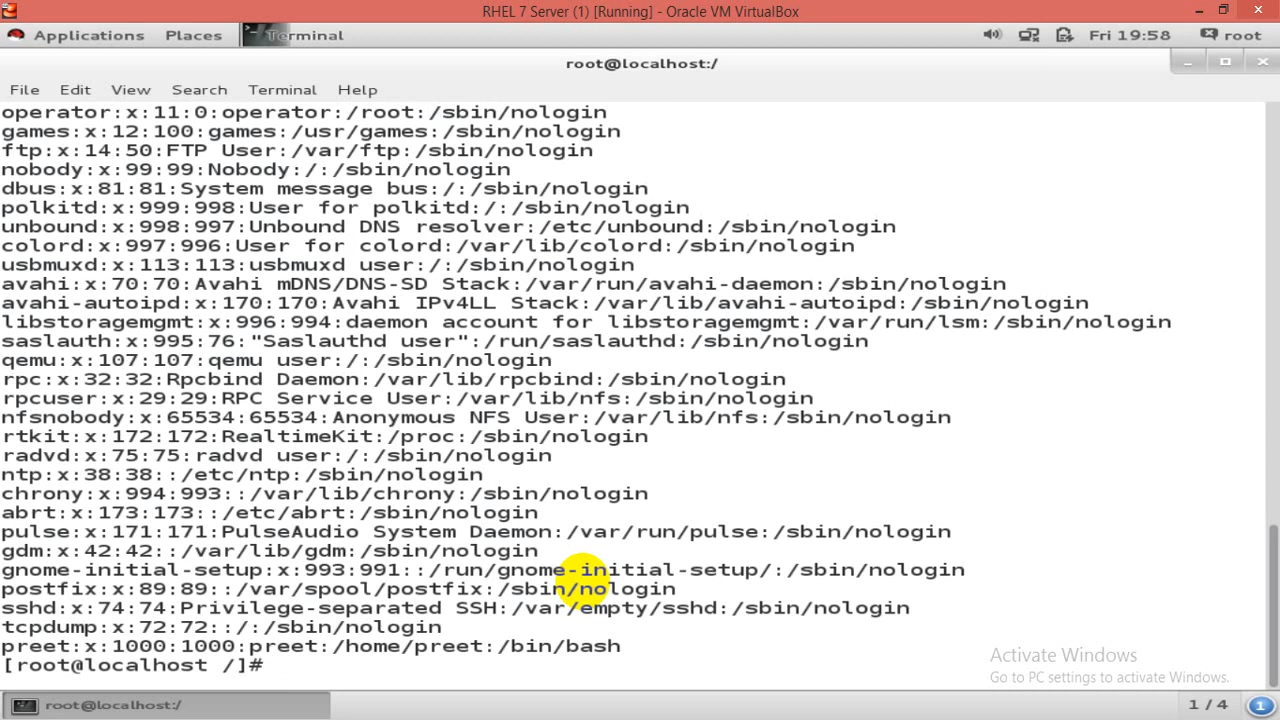 RHEL 7 Server (1) [Running] - Oracle VM VirtualBox
Applications Places Terminal Fri 19:58 root
root@localhost:/
File Edit View Search Terminal Help
operator:x:11:0:operator:/root:/sbin/nologin
games:x:12:100:games:/usr/games:/sbin/nologin
ftp:x:14:50:FTP User:/var/ftp:/sbin/nologin
nobody:x:99:99:Nobody:/:/sbin/nologin
dbus:x:81:81:System message bus:/:/sbin/nologin
polkitd:x:999:998:User for polkitd:/:/sbin/nologin
unbound:x:998:997:Unbound DNS resolver:/etc/unbound:/sbin/nologin
colord:x:997:996:User for colord:/var/lib/colord:/sbin/nologin
usbmuxd:x:113:113:usbmuxd user:/:/sbin/nologin
avahi:x:70:70:Avahi mDNS/DNS-SD Stack:/var/run/avahi-daemon:/sbin/nologin
avahi-autoipd:x:170:170:Avahi IPv4LL Stack:/var/lib/avahi-autoipd:/sbin/nologin
libstoragemgmt:x:996:994:daemon account for libstoragemgmt:/var/run/lsm:/sbin/nologin
saslauth:x:995:76:"Saslauthd user":/run/saslauthd:/sbin/nologin
qemu:x:107:107:qemu user:/:/sbin/nologin
rpc:x:32:32:Rpcbind Daemon:/var/lib/rpcbind:/sbin/nologin
rpcuser:x:29:29:RPC Service User:/var/lib/nfs:/sbin/nologin
nfsnobody:x:65534:65534:Anonymous NFS User:/var/lib/nfs:/sbin/nologin
rtkit:x:172:172:RealtimeKit:/proc:/sbin/nologin
radvd:x:75:75:radvd user:/:/sbin/nologin
ntp:x:38:38::/etc/ntp:/sbin/nologin
chrony:x:994:993::/var/lib/chrony:/sbin/nologin
abrt:x:173:173::/etc/abrt:/sbin/nologin
pulse:x:171:171:PulseAudio System Daemon:/var/run/pulse:/sbin/nologin
gdm:x:42:42::/var/lib/gdm:/sbin/nologin
gnome-initial-setup:x:993:991::/run/gnome-initial-setup/:/sbin/nologin
postfix:x:89:89::/var/spool/postfix:/sbin/nologin
sshd:x:74:74:Privilege-separated SSH:/var/empty/sshd:/sbin/nologin
tcpdump:x:72:72::/:/sbin/nologin
preet:x:1000:1000:preet:/home/preet:/bin/bash
[root@localhost /]#
Activate Windows
Go to PC settings to activate Windows.
root@localhost:/ 1 / 4 1